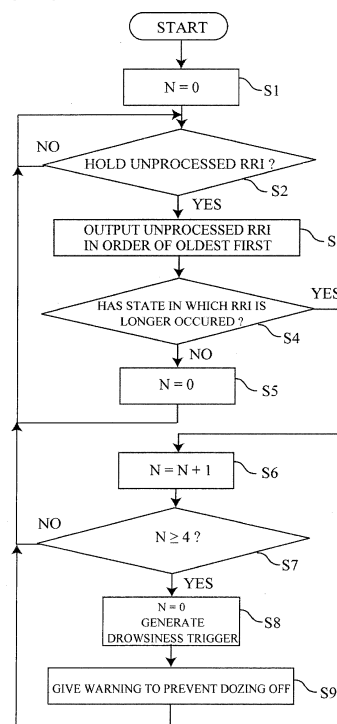 START
N = 0
S1
NO
HOLD UNPROCESSED RRI ?
S2
YES
OUTPUT UNPROCESSED RRI
IN ORDER OF OLDEST FIRST
S
HAS STATE IN WHICH RRI IS
LONGER OCCURED ?
YES
S4
NO
N = 0
S5
N = N + 1
S6
NO
N ≥ 4 ?
S7
YES
N = 0
GENERATE
DROWSINESS TRIGGER
S8
GIVE WARNING TO PREVENT DOZING OFF
S9